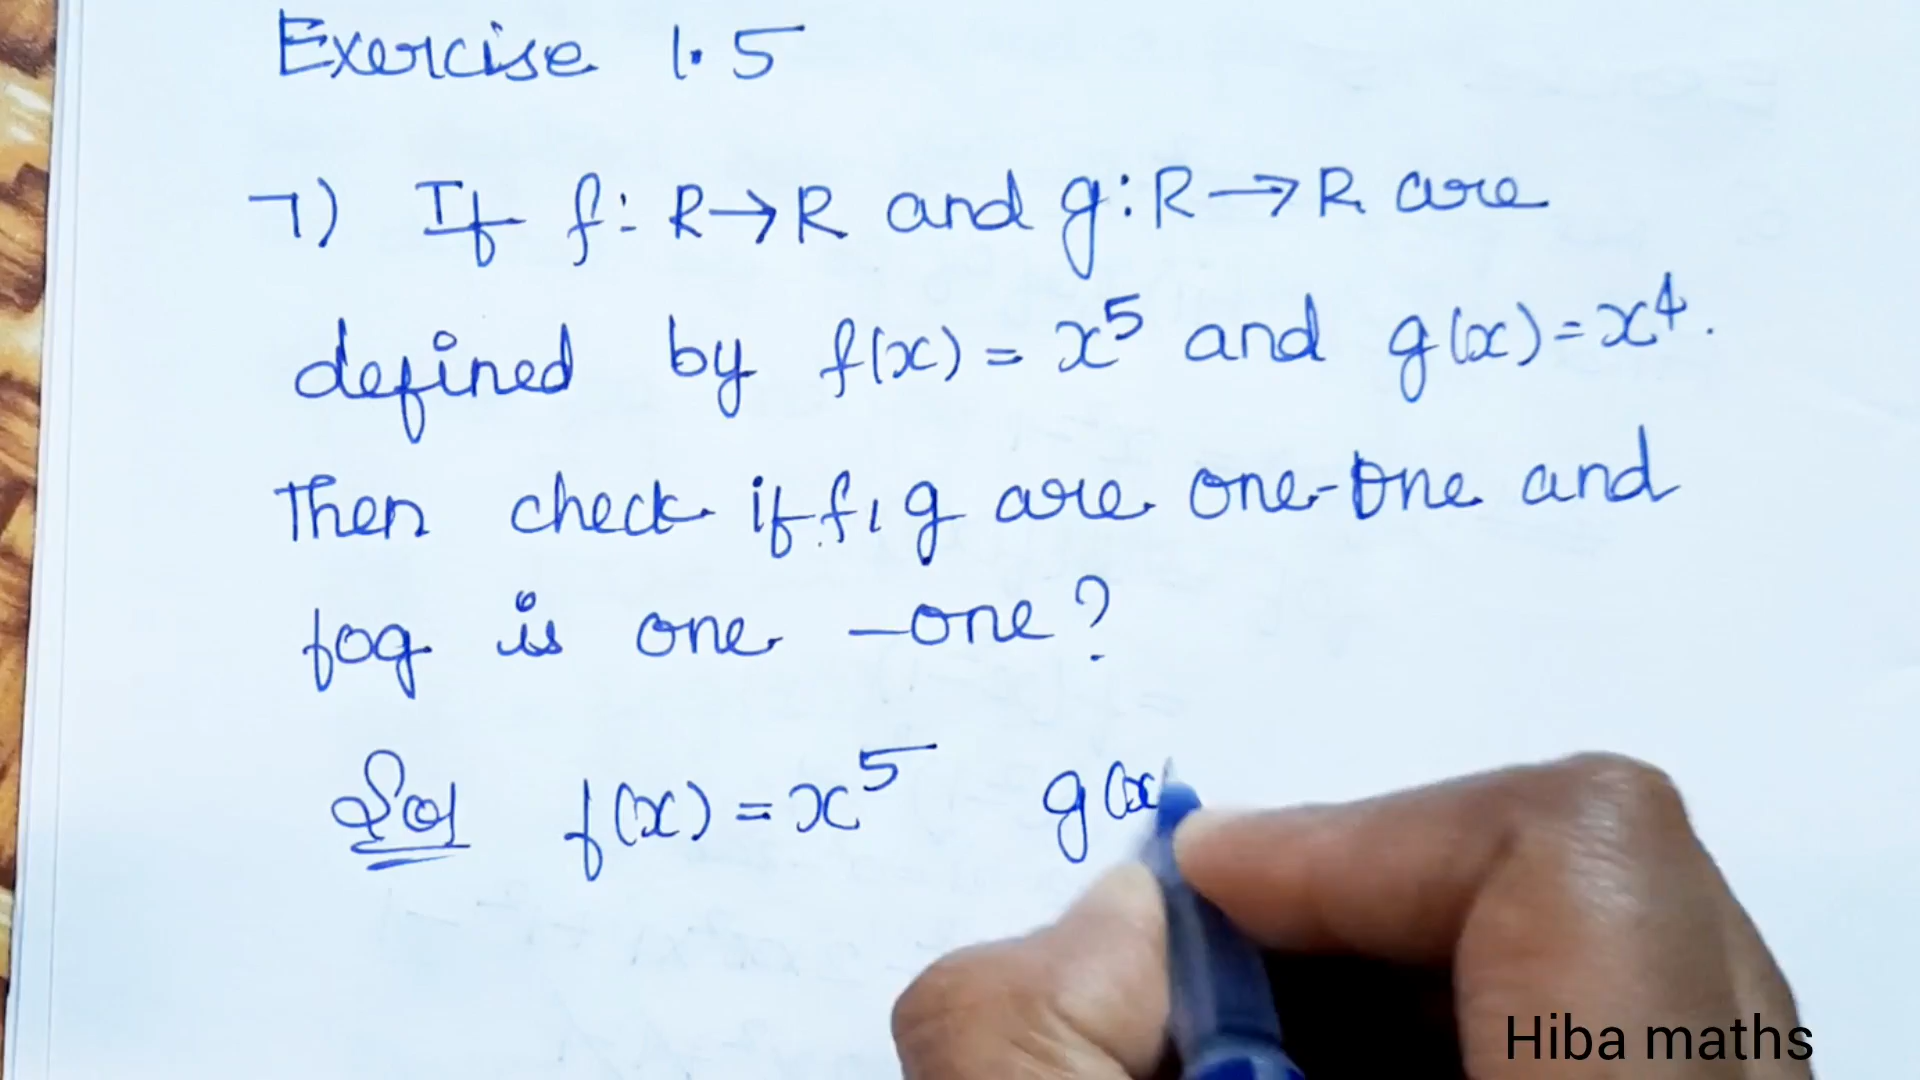 Exercise 1.5
7) If f: R→R and g: R→R are
defined by f(x) = x⁵ and g(x) = x⁴.
Then check if f, g are one-one and
fog is one -one?
Sol f(x) = x⁵ g(x
Hiba maths